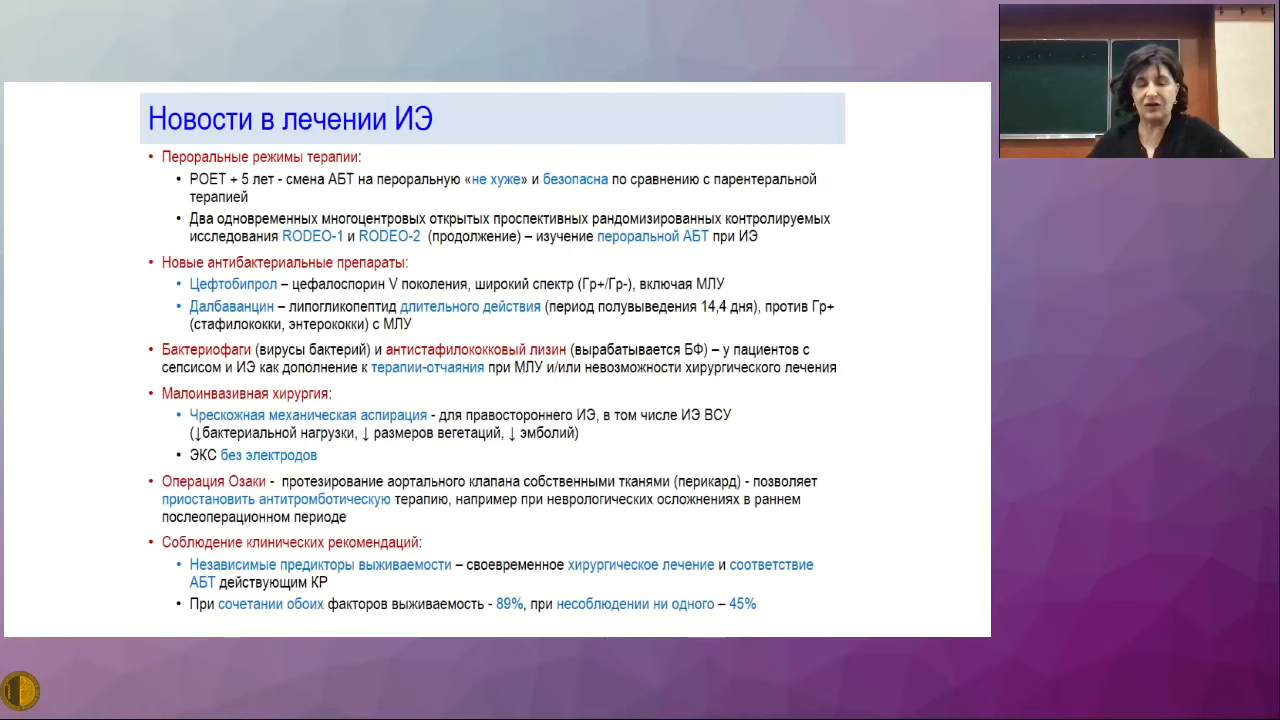 Новости в лечении ИЭ
• Пероральные режимы терапии:
• POET + 5 лет - смена АБТ на пероральную «не хуже» и безопасна по сравнению с парентеральной
терапией
• Два одновременных многоцентровых открытых проспективных рандомизированных контролируемых
исследования RODEO-1 и RODEO-2 (продолжение) – изучение пероральной АБТ при ИЭ
• Новые антибактериальные препараты:
• Цефтобипрол – цефалоспорин V поколения, широкий спектр (Гр+/Гр-), включая МЛУ
• Далбаванцин – липогликопептид длительного действия (период полувыведения 14,4 дня), против Гр+
(стафилококки, энтерококки) с МЛУ
• Бактериофаги (вирусы бактерий) и антистафилококковый лизин (вырабатывается БФ) – у пациентов с
сепсисом и ИЭ как дополнение к терапии-отчаяния при МЛУ и/или невозможности хирургического лечения
• Малоинвазивная хирургия:
• Чрескожная механическая аспирация - для правостороннего ИЭ, в том числе ИЭ ВСУ
(↓бактериальной нагрузки, ↓ размеров вегетаций, ↓ эмболий)
• ЭКС без электродов
• Операция Озаки - протезирование аортального клапана собственными тканями (перикард) - позволяет
приостановить антитромботическую терапию, например при неврологических осложнениях в раннем
послеоперационном периоде
• Соблюдение клинических рекомендаций:
• Независимые предикторы выживаемости – своевременное хирургическое лечение и соответствие
АБТ действующим КР
• При сочетании обоих факторов выживаемость - 89%, при несоблюдении ни одного – 45%